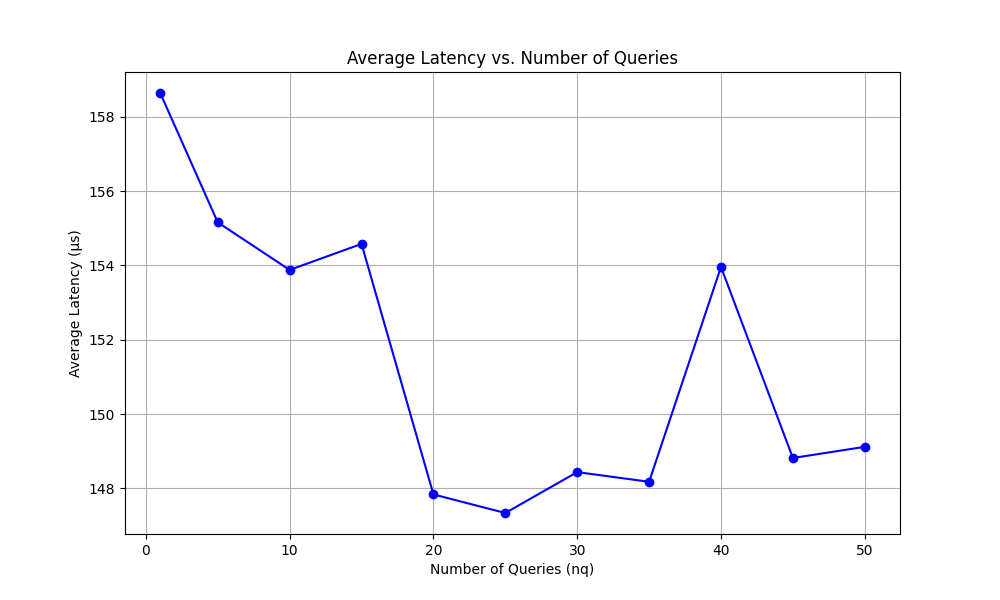 Average Latency vs. Number of Queries
158
156
154
152
150
148
Average Latency (µs)
0 10 20 30 40 50
Number of Queries (nq)